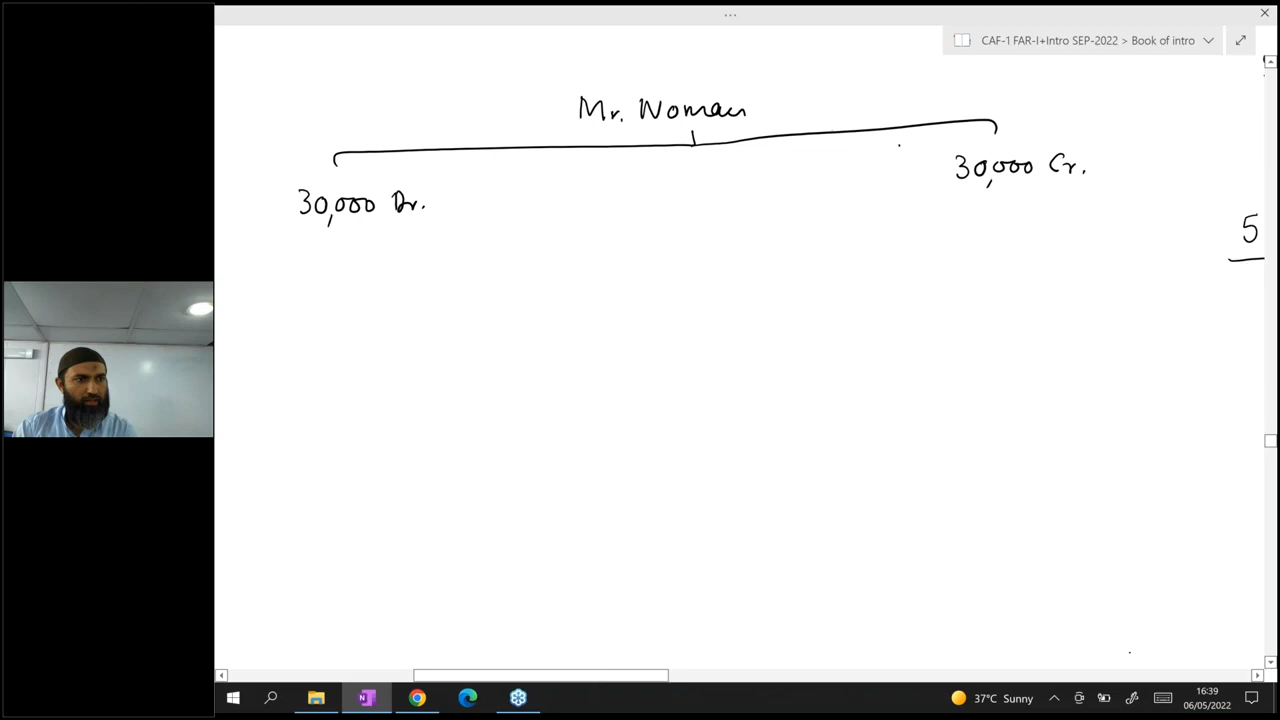 CAF-1 FAR-I+Intro SEP-2022 > Book of intro
Mr. Noman
30,000 Dr.
30,000 Cr.
5
37°C Sunny
16:39
06/05/2022